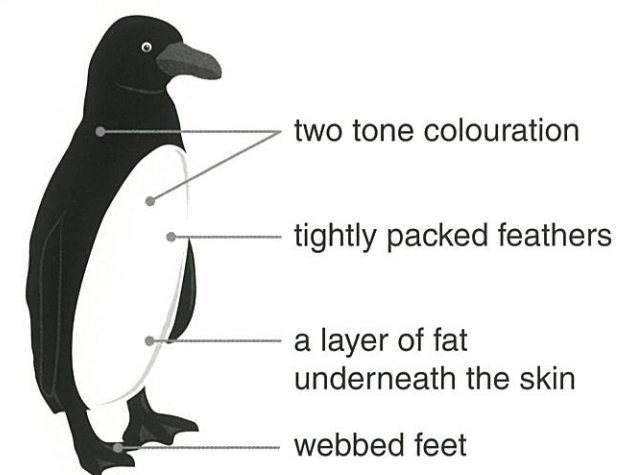 two tone colouration
tightly packed feathers
a layer of fat
underneath the skin
webbed feet